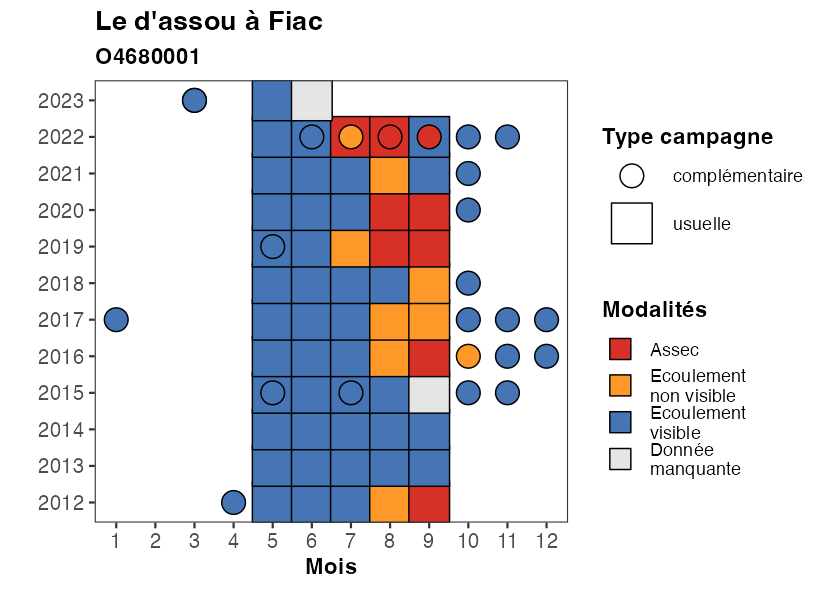 Le d'assou à Fiac
O4680001
2023
2022
2021
2020
2019
2018
2017
2016
2015
2014
2013
2012
1 2 3 4 5 6 7 8 9 10 11 12
Mois
Type campagne
complémentaire
usuelle
Modalités
Assec
Ecoulement
non visible
Ecoulement
visible
Donnée
manquante